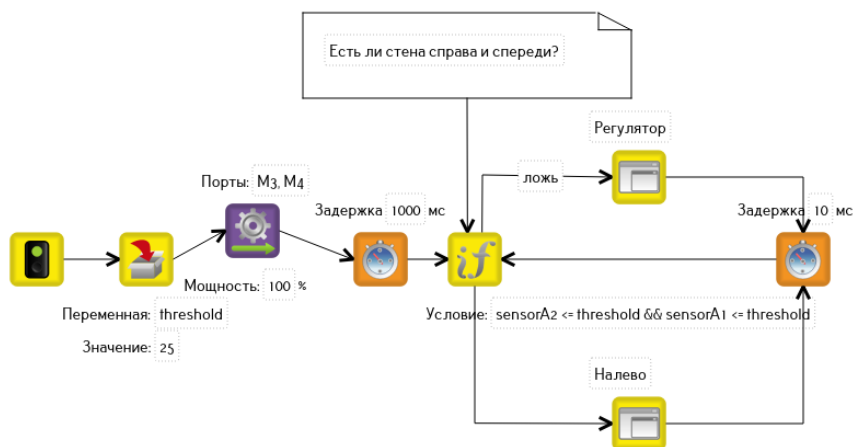 Есть ли стена справа и спереди?
Регулятор
ложь
Порты: M3, M4
Задержка 1000 мс
Задержка 10 мс
if
Мощность: 100 %
Переменная: threshold
Значение: 25
Условие: sensorA2 <= threshold && sensorA1 <= threshold
Налево